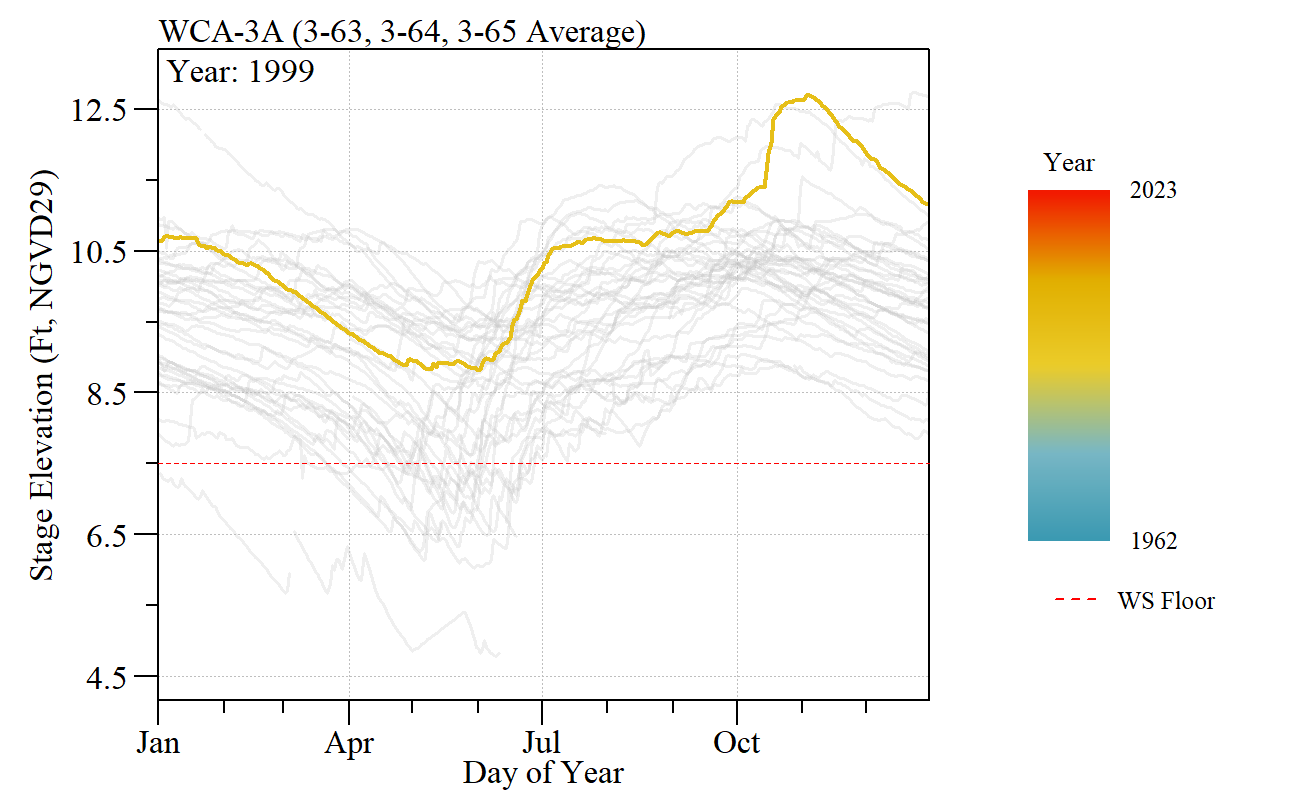 WCA-3A (3-63, 3-64, 3-65 Average)
Year: 1999
12.5
10.5
8.5
6.5
4.5
Stage Elevation (Ft, NGVD29)
Jan
Apr
Jul
Oct
Day of Year
Year
2023
1962
WS Floor